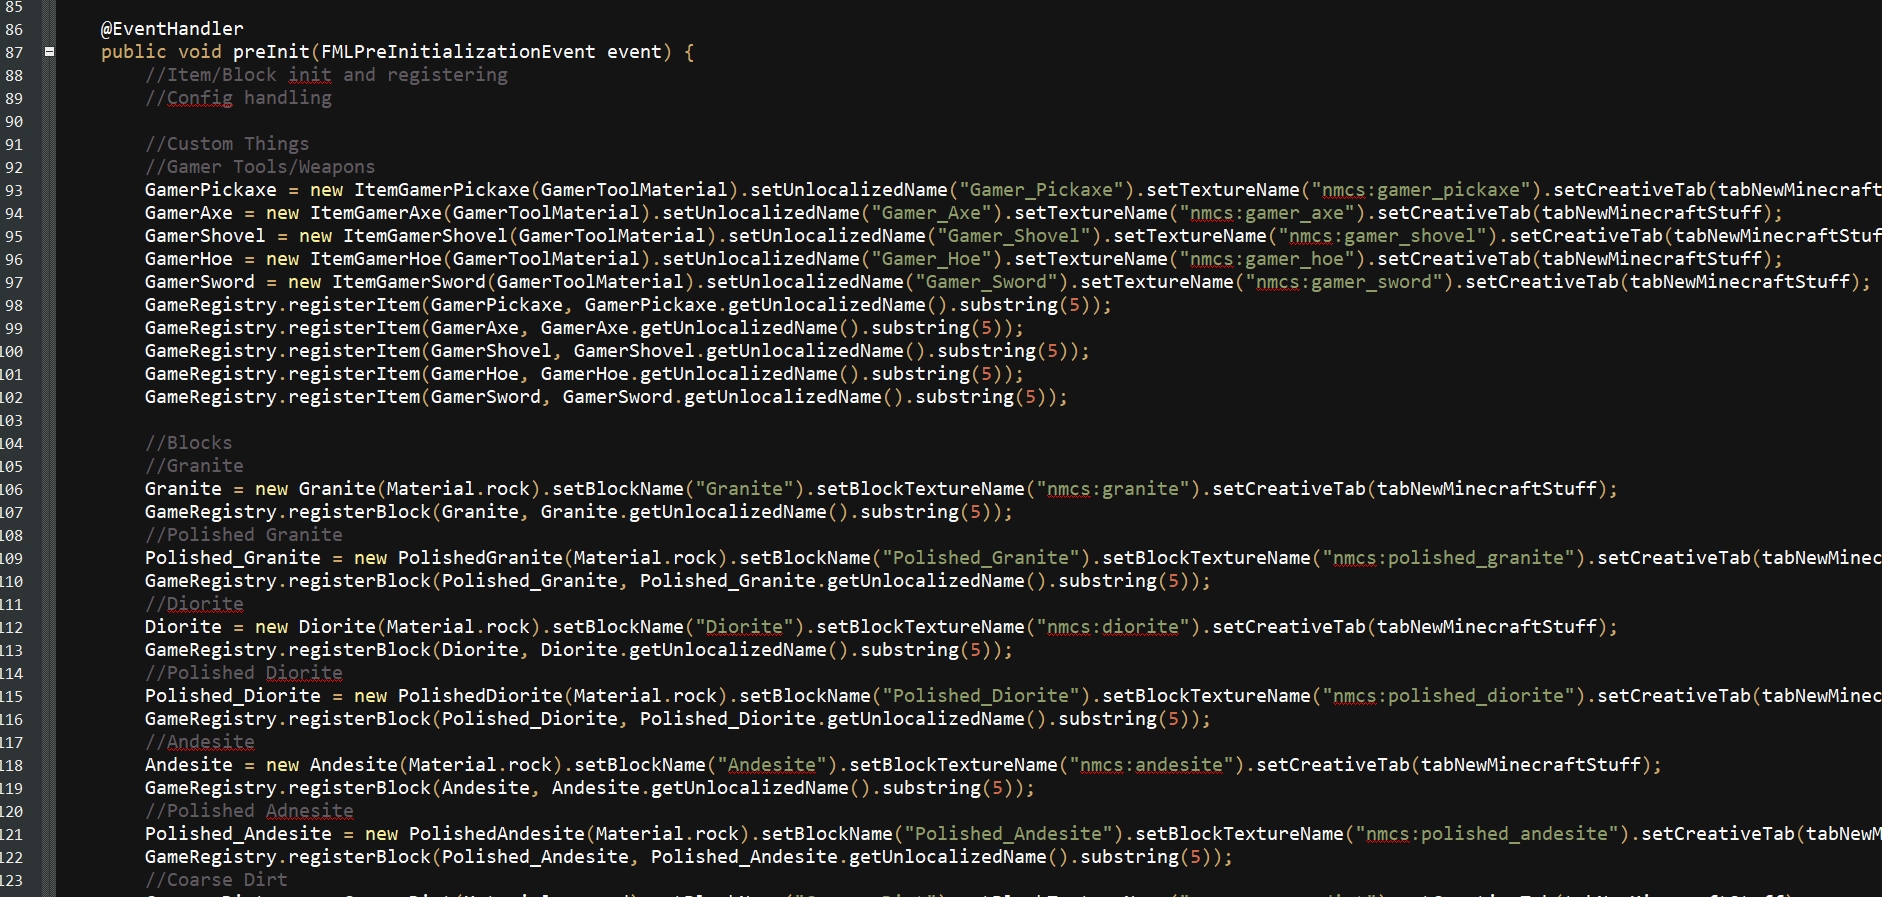 85
86 @EventHandler
87 public void preInit(FMLPreInitializationEvent event) {
88 //Item/Block init and registering
89 //Config handling
90
91 //Custom Things
92 //Gamer Tools/Weapons
93 GamerPickaxe = new ItemGamerPickaxe(GamerToolMaterial).setUnlocalizedName("Gamer_Pickaxe").setTextureName("nmcs:gamer_pickaxe").setCreativeTab(tabNewMinecraft
94 GamerAxe = new ItemGamerAxe(GamerToolMaterial).setUnlocalizedName("Gamer_Axe").setTextureName("nmcs:gamer_axe").setCreativeTab(tabNewMinecraftStuff);
95 GamerShovel = new ItemGamerShovel(GamerToolMaterial).setUnlocalizedName("Gamer_Shovel").setTextureName("nmcs:gamer_shovel").setCreativeTab(tabNewMinecraftStuf
96 GamerHoe = new ItemGamerHoe(GamerToolMaterial).setUnlocalizedName("Gamer_Hoe").setTextureName("nmcs:gamer_hoe").setCreativeTab(tabNewMinecraftStuff);
97 GamerSword = new ItemGamerSword(GamerToolMaterial).setUnlocalizedName("Gamer_Sword").setTextureName("nmcs:gamer_sword").setCreativeTab(tabNewMinecraftStuff);
98 GameRegistry.registerItem(GamerPickaxe, GamerPickaxe.getUnlocalizedName().substring(5));
99 GameRegistry.registerItem(GamerAxe, GamerAxe.getUnlocalizedName().substring(5));
100 GameRegistry.registerItem(GamerShovel, GamerShovel.getUnlocalizedName().substring(5));
101 GameRegistry.registerItem(GamerHoe, GamerHoe.getUnlocalizedName().substring(5));
102 GameRegistry.registerItem(GamerSword, GamerSword.getUnlocalizedName().substring(5));
103
104 //Blocks
105 //Granite
106 Granite = new Granite(Material.rock).setBlockName("Granite").setBlockTextureName("nmcs:granite").setCreativeTab(tabNewMinecraftStuff);
107 GameRegistry.registerBlock(Granite, Granite.getUnlocalizedName().substring(5));
108 //Polished Granite
109 Polished_Granite = new PolishedGranite(Material.rock).setBlockName("Polished_Granite").setBlockTextureName("nmcs:polished_granite").setCreativeTab(tabNewMinec
110 GameRegistry.registerBlock(Polished_Granite, Polished_Granite.getUnlocalizedName().substring(5));
111 //Diorite
112 Diorite = new Diorite(Material.rock).setBlockName("Diorite").setBlockTextureName("nmcs:diorite").setCreativeTab(tabNewMinecraftStuff);
113 GameRegistry.registerBlock(Diorite, Diorite.getUnlocalizedName().substring(5));
114 //Polished Diorite
115 Polished_Diorite = new PolishedDiorite(Material.rock).setBlockName("Polished_Diorite").setBlockTextureName("nmcs:polished_diorite").setCreativeTab(tabNewMinec
116 GameRegistry.registerBlock(Polished_Diorite, Polished_Diorite.getUnlocalizedName().substring(5));
117 //Andesite
118 Andesite = new Andesite(Material.rock).setBlockName("Andesite").setBlockTextureName("nmcs:andesite").setCreativeTab(tabNewMinecraftStuff);
119 GameRegistry.registerBlock(Andesite, Andesite.getUnlocalizedName().substring(5));
120 //Polished Adnesite
121 Polished_Andesite = new PolishedAndesite(Material.rock).setBlockName("Polished_Andesite").setBlockTextureName("nmcs:polished_andesite").setCreativeTab(tabNewM
122 GameRegistry.registerBlock(Polished_Andesite, Polished_Andesite.getUnlocalizedName().substring(5));
123 //Coarse Dirt